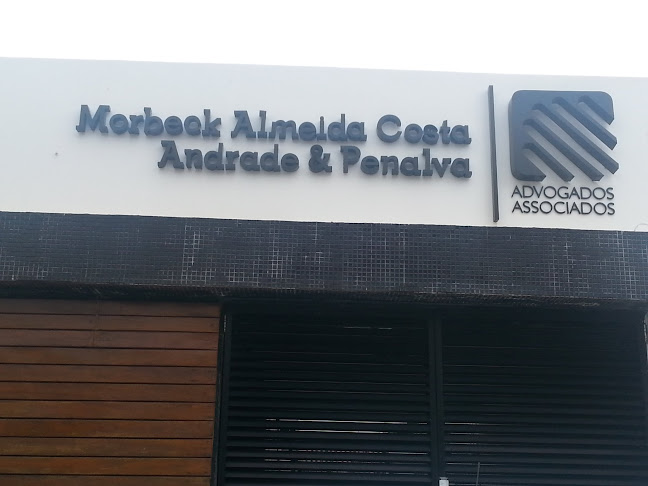 Morbeck Almeida Costa
Andrade & Penalva
ADVOGADOS
ASSOCIADOS